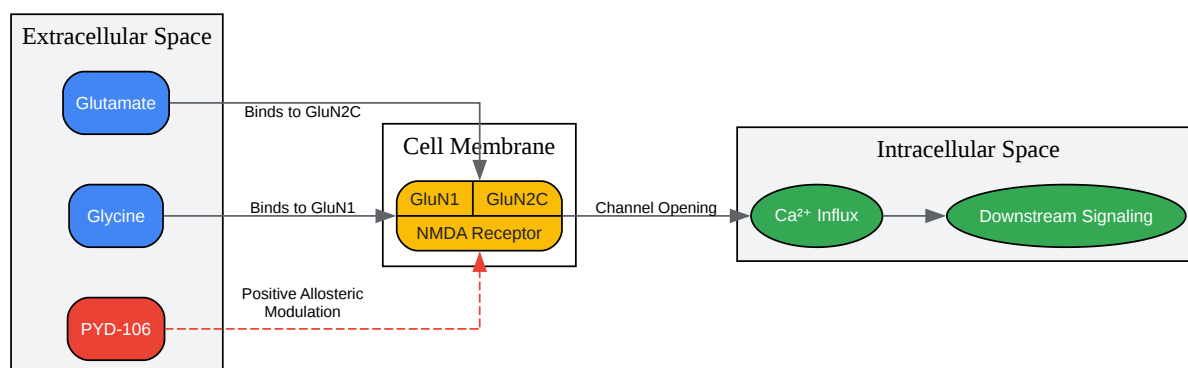 Extracellular Space
Glutamate
Binds to GluN2C
Cell Membrane
Intracellular Space
Glycine
Binds to GluN1
GluN1
GluN2C
NMDA Receptor
Channel Opening
Ca²⁺ Influx
Downstream Signaling
Positive Allosteric
Modulation
PYD-106